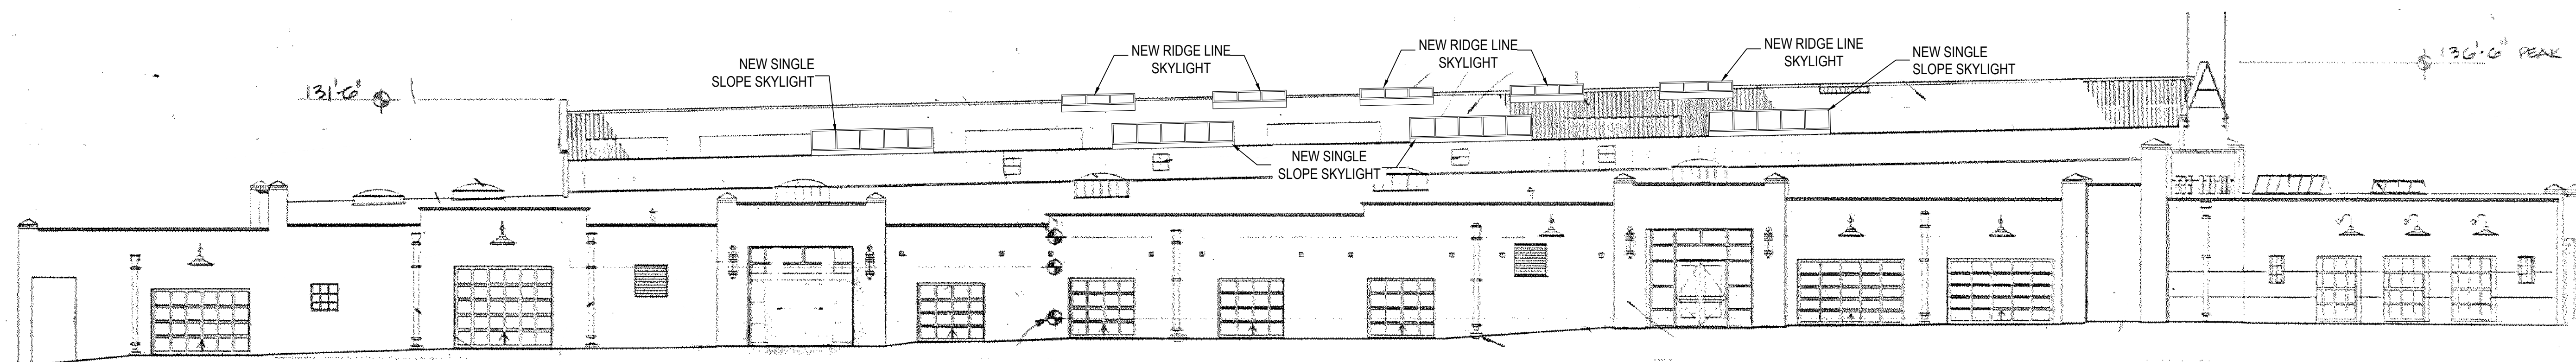 131'-6"
NEW SINGLE
SLOPE SKYLIGHT
NEW RIDGE LINE
SKYLIGHT
NEW RIDGE LINE
SKYLIGHT
NEW RIDGE LINE
SKYLIGHT
NEW SINGLE
SLOPE SKYLIGHT
136'-6" PEAK
NEW SINGLE
SLOPE SKYLIGHT